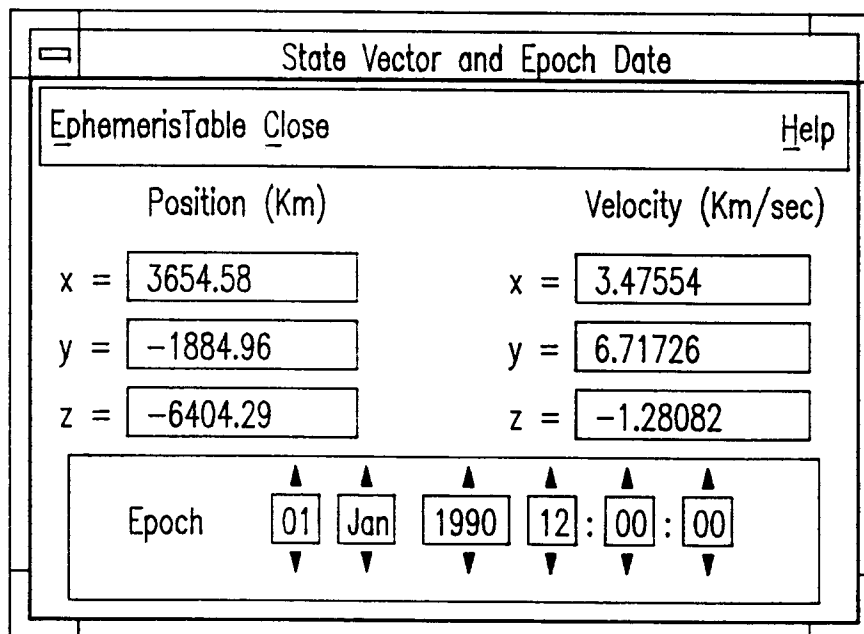 State Vector and Epoch Date
EphemerisTable Close Help
Position (Km) Velocity (Km/sec)
x = 3654.58 x = 3.47554
y = −1884.96 y = 6.71726
z = −6404.29 z = −1.28082
Epoch 01 Jan 1990 12 : 00 : 00